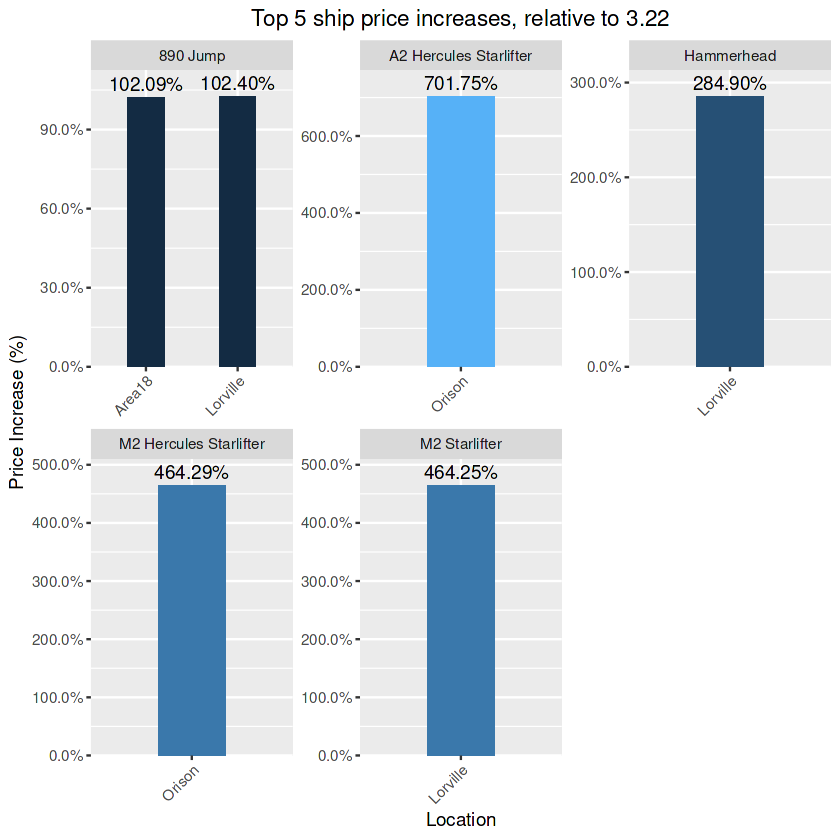 Top 5 ship price increases, relative to 3.22
890 Jump
A2 Hercules Starlifter
Hammerhead
102.09%
102.40%
701.75%
284.90%
90.0%
60.0%
30.0%
0.0%
600.0%
400.0%
200.0%
0.0%
300.0%
200.0%
100.0%
0.0%
Area18
Lorville
Orison
Lorville
Price Increase (%)
M2 Hercules Starlifter
M2 Starlifter
464.29%
464.25%
500.0%
400.0%
300.0%
200.0%
100.0%
0.0%
500.0%
400.0%
300.0%
200.0%
100.0%
0.0%
Orison
Lorville
Location